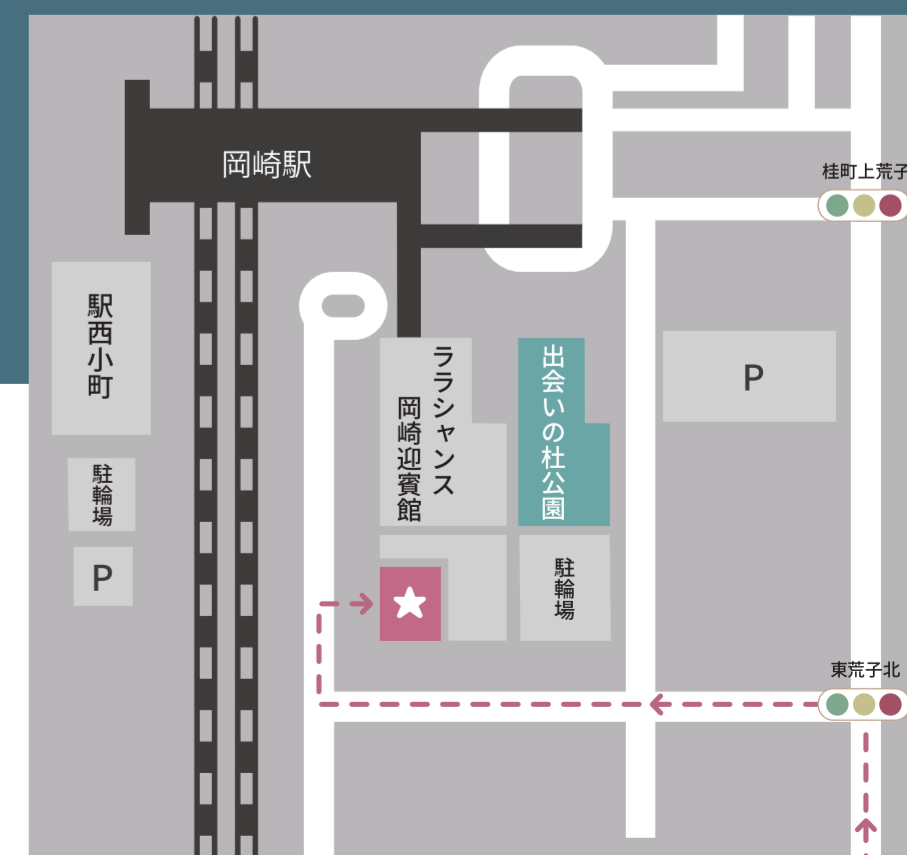 岡崎駅
桂町上荒子
駅西小町
ララシャンス
岡崎迎賓館
出会いの杜公園
P
駐輪場
P
駐輪場
東荒子北